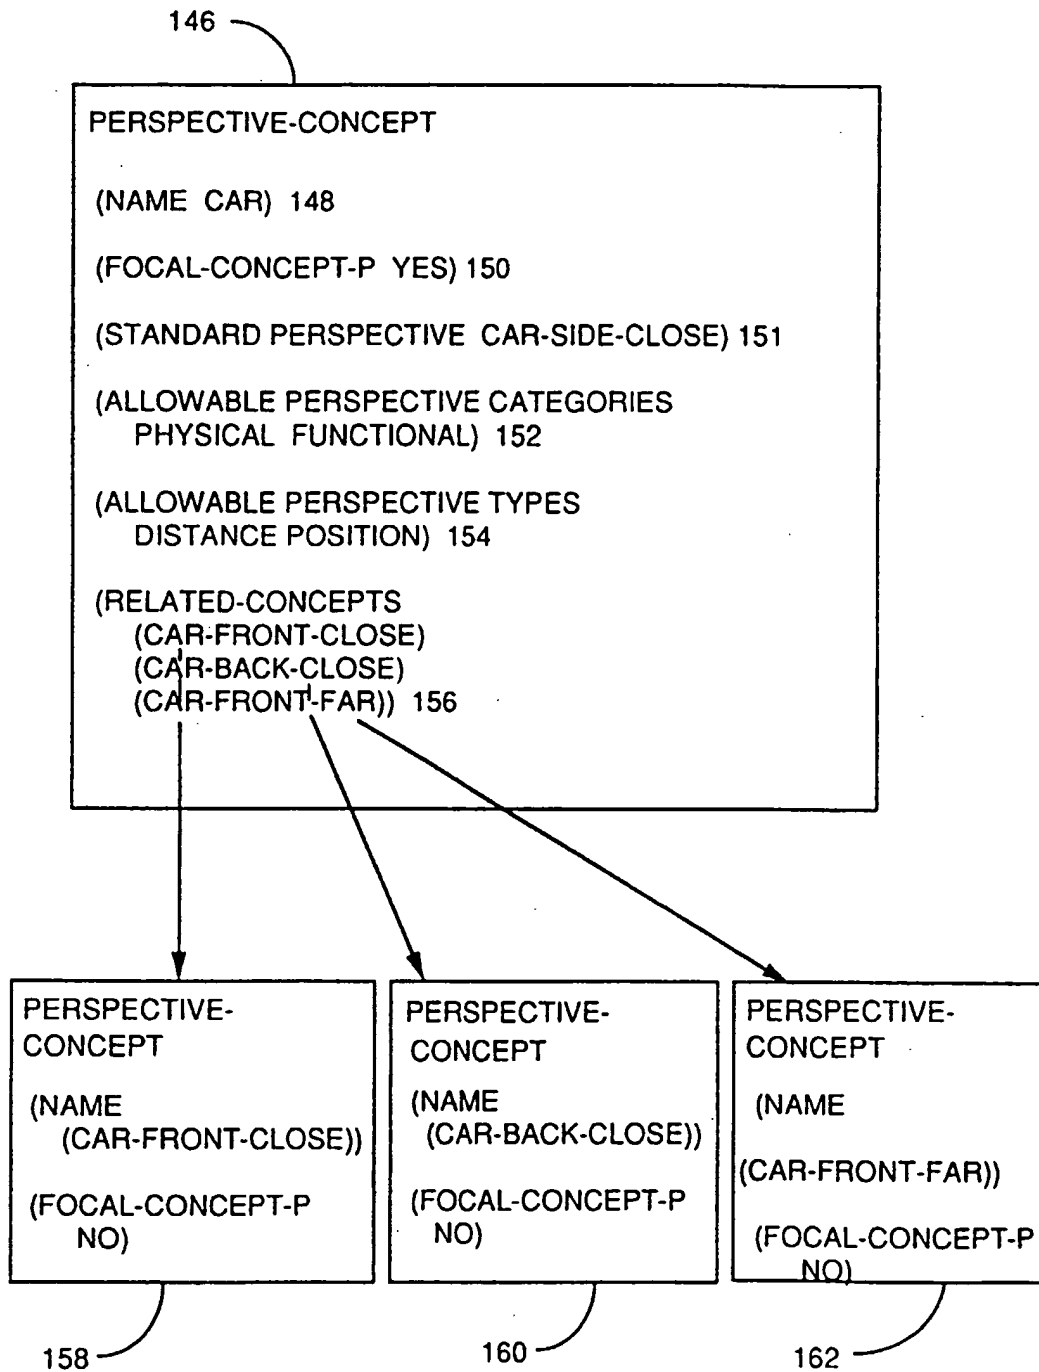 146
PERSPECTIVE-CONCEPT
(NAME CAR) 148
(FOCAL-CONCEPT-P YES) 150
(STANDARD PERSPECTIVE CAR-SIDE-CLOSE) 151
(ALLOWABLE PERSPECTIVE CATEGORIES
PHYSICAL FUNCTIONAL) 152
(ALLOWABLE PERSPECTIVE TYPES
DISTANCE POSITION) 154
(RELATED-CONCEPTS
(CAR-FRONT-CLOSE)
(CAR-BACK-CLOSE)
(CAR-FRONT-FAR)) 156
PERSPECTIVE-
CONCEPT
(NAME
(CAR-FRONT-CLOSE))
(FOCAL-CONCEPT-P
NO)
158
PERSPECTIVE-
CONCEPT
(NAME
(CAR-BACK-CLOSE))
(FOCAL-CONCEPT-P
NO)
160
PERSPECTIVE-
CONCEPT
(NAME
(CAR-FRONT-FAR))
(FOCAL-CONCEPT-P
NO)
162